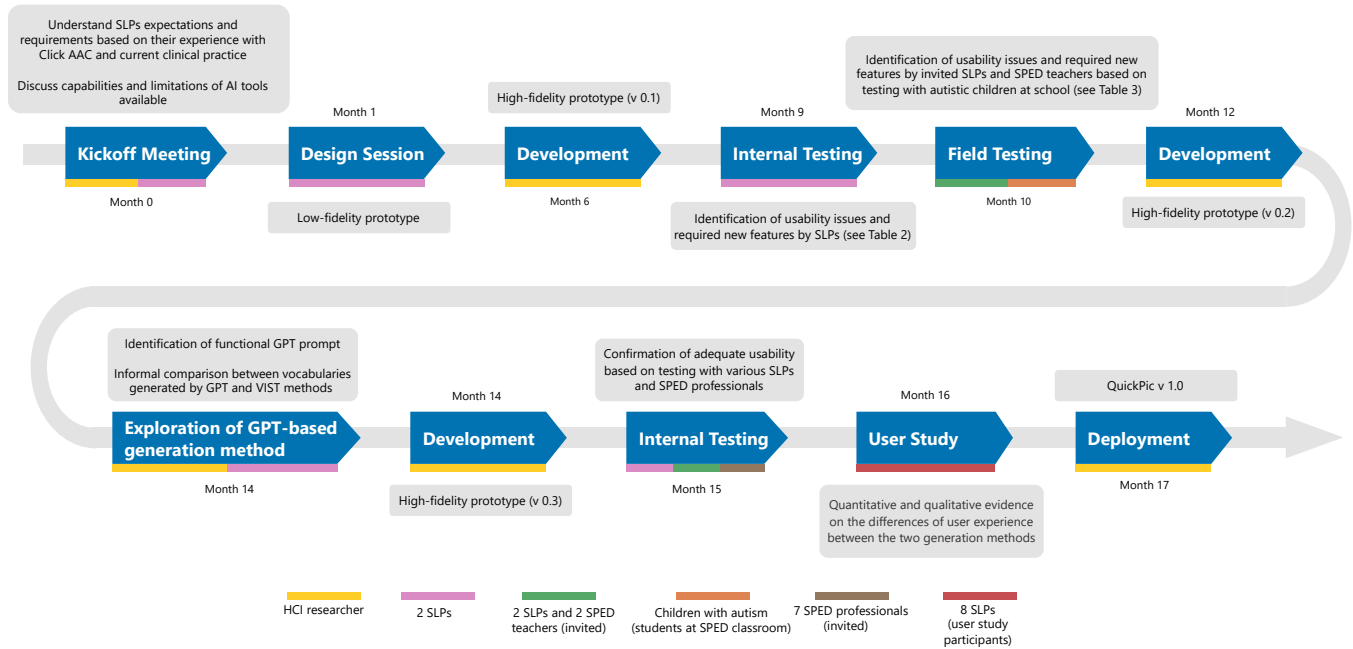 Understand SLPs expectations and
requirements based on their experience with
Click AAC and current clinical practice
Discuss capabilities and limitations of AI tools
available
Kickoff Meeting
Month 0
Month 1
Design Session
Low-fidelity prototype
High-fidelity prototype (v 0.1)
Development
Month 6
Month 9
Internal Testing
Identification of usability issues and
required new features by SLPs (see Table 2)
Identification of usability issues and required new
features by invited SLPs and SPED teachers based on
testing with autistic children at school (see Table 3)
Field Testing
Month 10
Month 12
Development
High-fidelity prototype (v 0.2)
Identification of functional GPT prompt
Informal comparison between vocabularies
generated by GPT and VIST methods
Exploration of GPT-based
generation method
Month 14
Month 14
Development
High-fidelity prototype (v 0.3)
Confirmation of adequate usability
based on testing with various SLPs
and SPED professionals
Internal Testing
Month 15
Month 16
User Study
Quantitative and qualitative evidence
on the differences of user experience
between the two generation methods
QuickPic v 1.0
Deployment
Month 17
HCI researcher
2 SLPs
2 SLPs and 2 SPED
teachers (invited)
Children with autism
(students at SPED classroom)
7 SPED professionals
(invited)
8 SLPs
(user study
participants)